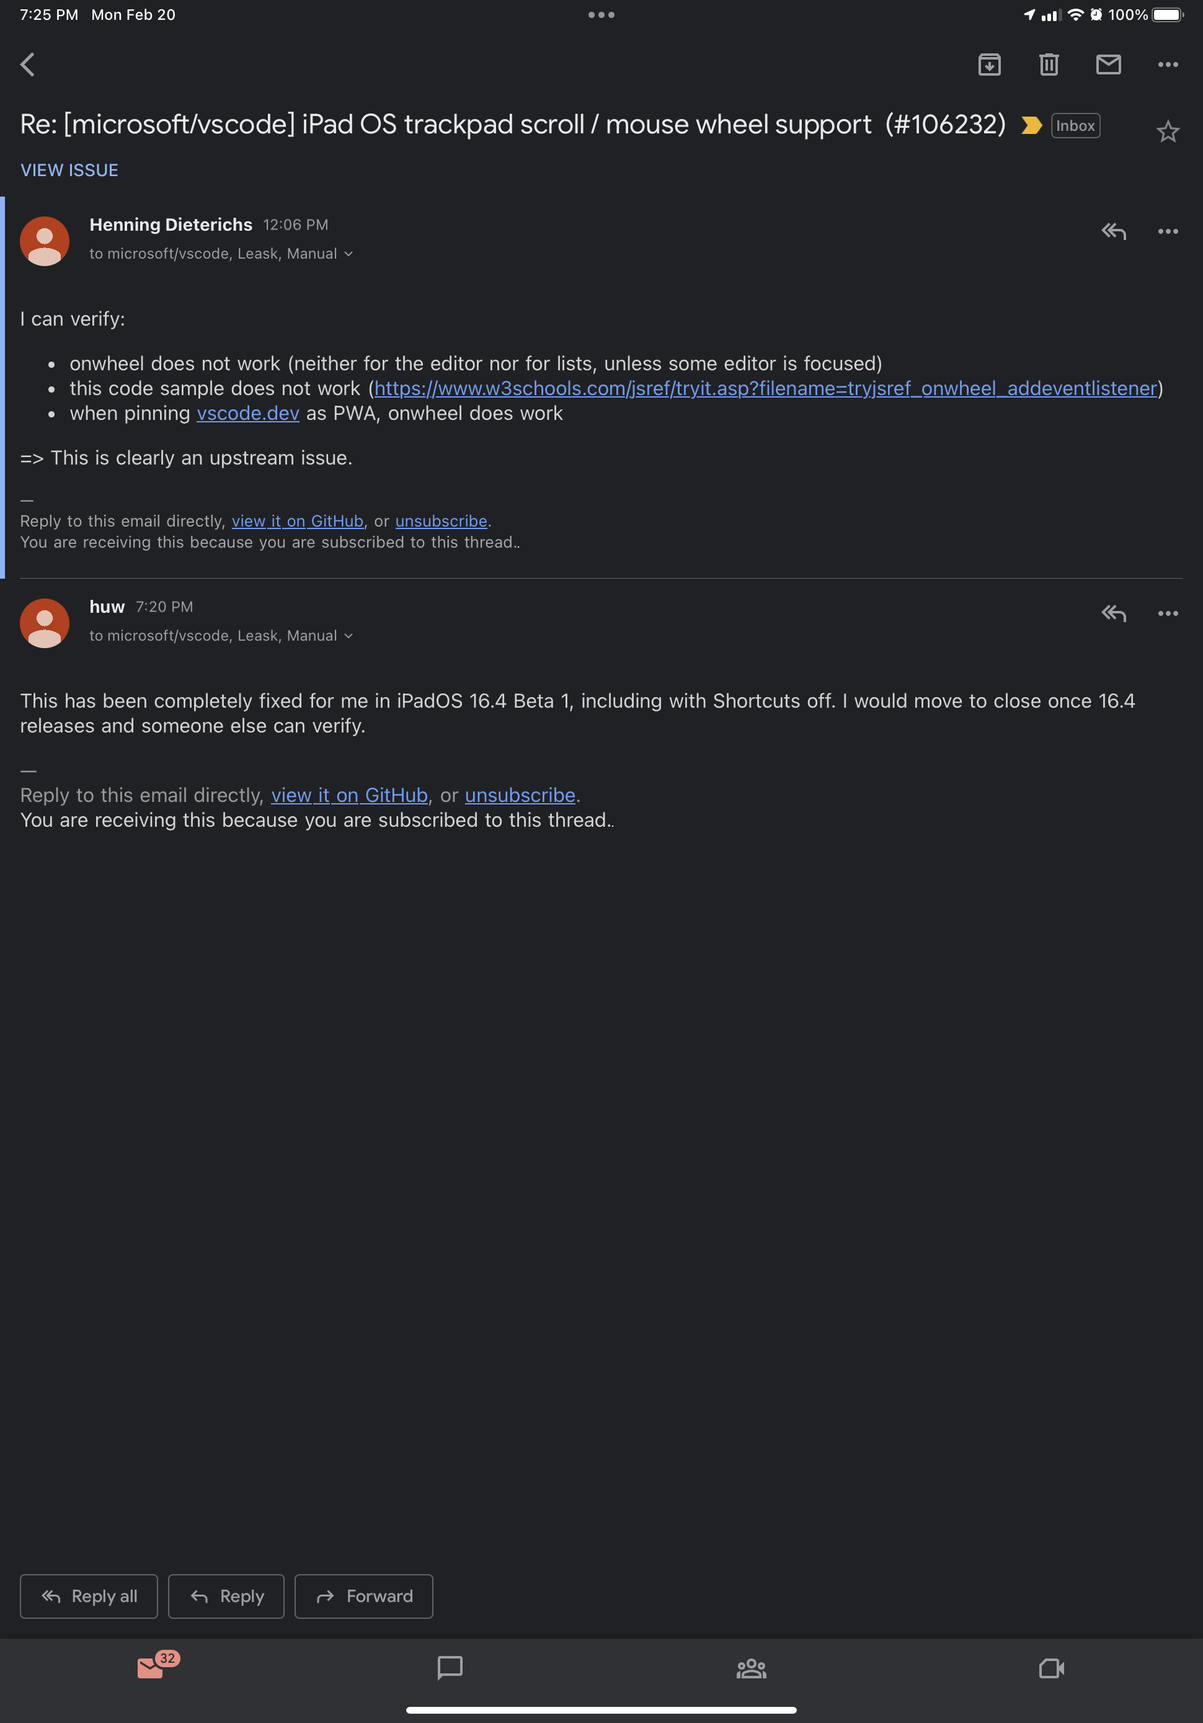 7:25 PM Mon Feb 20
100%
Re: [microsoft/vscode] iPad OS trackpad scroll / mouse wheel support (#106232) Inbox
VIEW ISSUE
Henning Dieterichs 12:06 PM
to microsoft/vscode, Leask, Manual
I can verify:
• onwheel does not work (neither for the editor nor for lists, unless some editor is focused)
• this code sample does not work (https://www.w3schools.com/jsref/tryit.asp?filename=tryjsref_onwheel_addeventlistener)
• when pinning vscode.dev as PWA, onwheel does work
=> This is clearly an upstream issue.
—
Reply to this email directly, view it on GitHub, or unsubscribe.
You are receiving this because you are subscribed to this thread..
huw 7:20 PM
to microsoft/vscode, Leask, Manual
This has been completely fixed for me in iPadOS 16.4 Beta 1, including with Shortcuts off. I would move to close once 16.4
releases and someone else can verify.
—
Reply to this email directly, view it on GitHub, or unsubscribe.
You are receiving this because you are subscribed to this thread..
Reply all Reply Forward
32